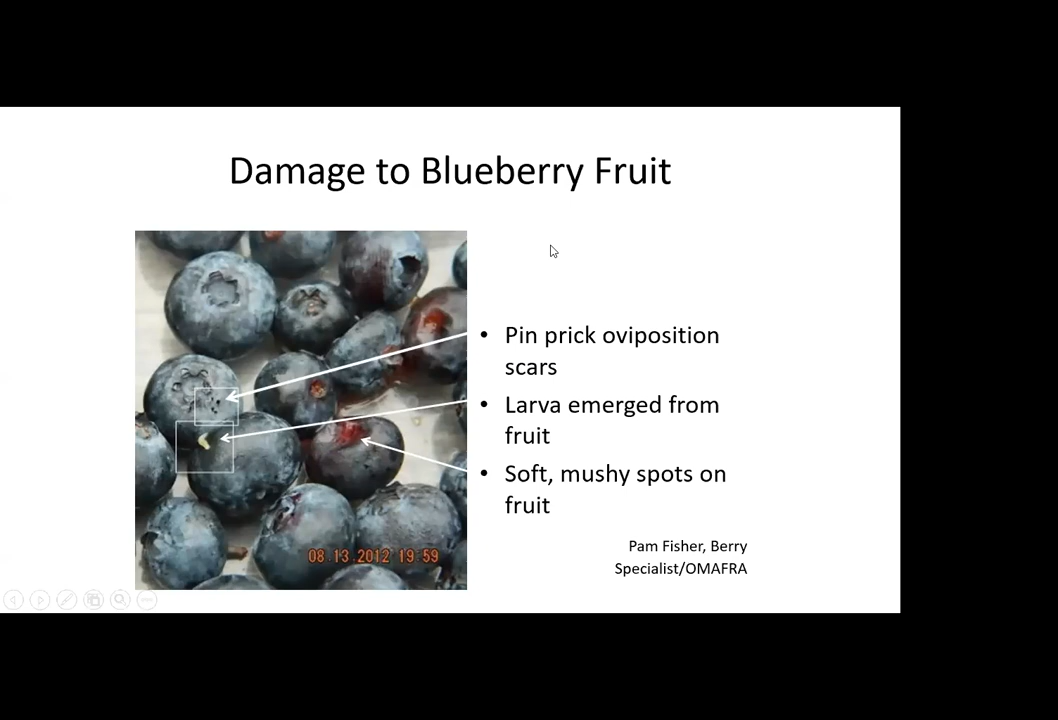 Damage to Blueberry Fruit
• Pin prick oviposition
scars
• Larva emerged from
fruit
• Soft, mushy spots on
fruit
08.13.2012 19:59
Pam Fisher, Berry
Specialist/OMAFRA